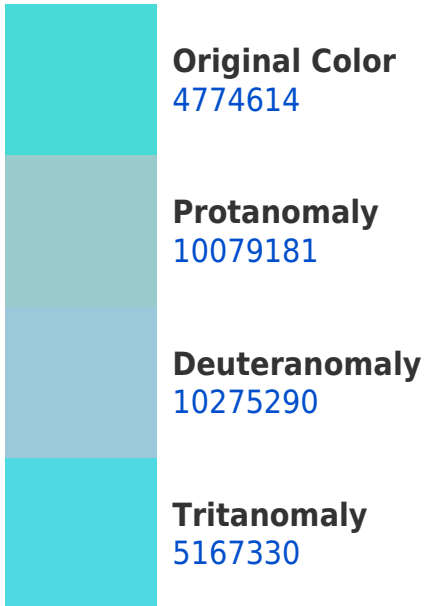 Original Color
4774614
Protanomaly
10079181
Deuteranomaly
10275290
Tritanomaly
5167330